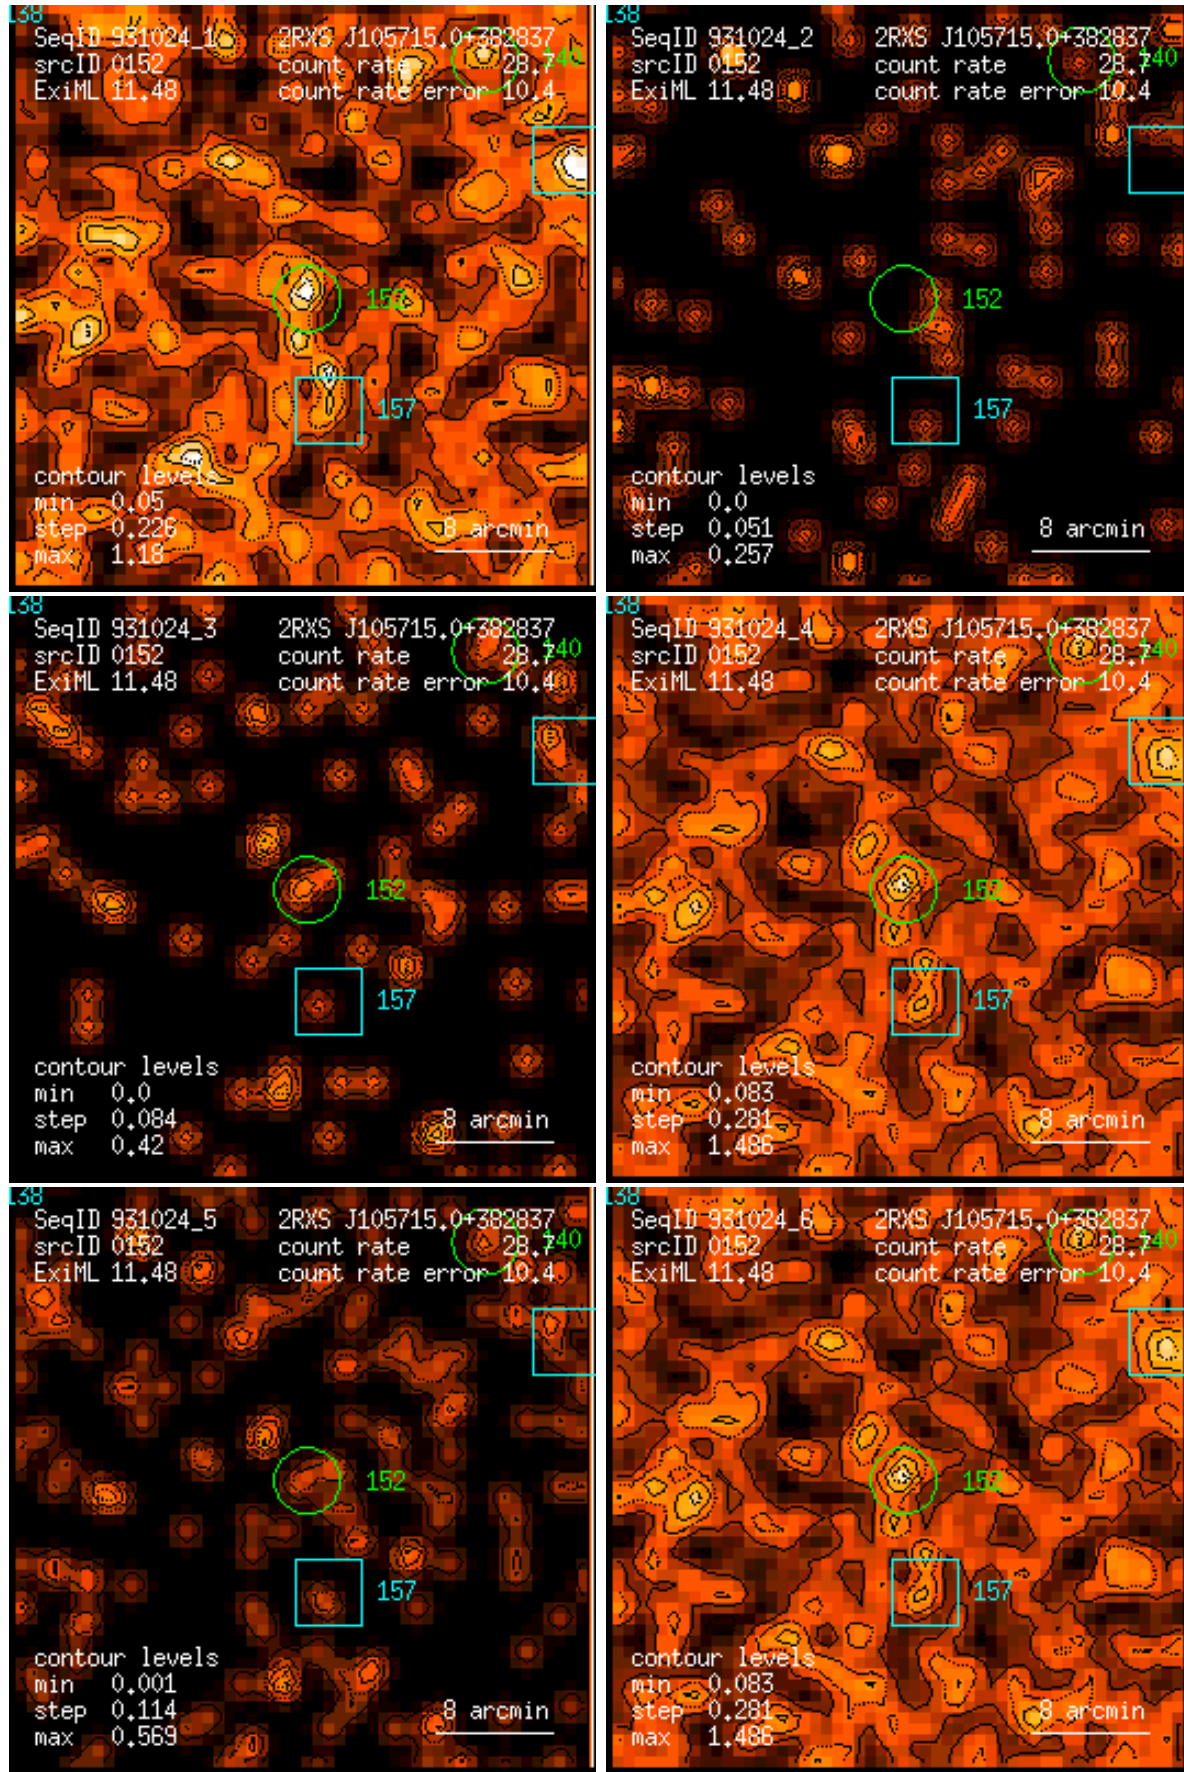 138
SeqID 931024_1 2RXS J105715.0+382837
srcID 0152 count rate 28.7 140
ExiML 11.48 count rate error 10.4
152
157
contour levels
min 0.05
step 0.226 8 arcmin
max 1.18
138
SeqID 931024_2 2RXS J105715.0+382837
srcID 0152 count rate 28.7 140
ExiML 11.48 count rate error 10.4
152
157
contour levels
min 0.0
step 0.051 8 arcmin
max 0.257
138
SeqID 931024_3 2RXS J105715.0+382837
srcID 0152 count rate 28.7 140
ExiML 11.48 count rate error 10.4
152
157
contour levels
min 0.0
step 0.084 8 arcmin
max 0.42
138
SeqID 931024_4 2RXS J105715.0+382837
srcID 0152 count rate 28.7 140
ExiML 11.48 count rate error 10.4
152
157
contour levels
min 0.083
step 0.281 8 arcmin
max 1.486
138
SeqID 931024_5 2RXS J105715.0+382837
srcID 0152 count rate 28.7 140
ExiML 11.48 count rate error 10.4
152
157
contour levels
min 0.001
step 0.114 8 arcmin
max 0.569
138
SeqID 931024_6 2RXS J105715.0+382837
srcID 0152 count rate 28.7 140
ExiML 11.48 count rate error 10.4
152
157
contour levels
min 0.083
step 0.281 8 arcmin
max 1.486